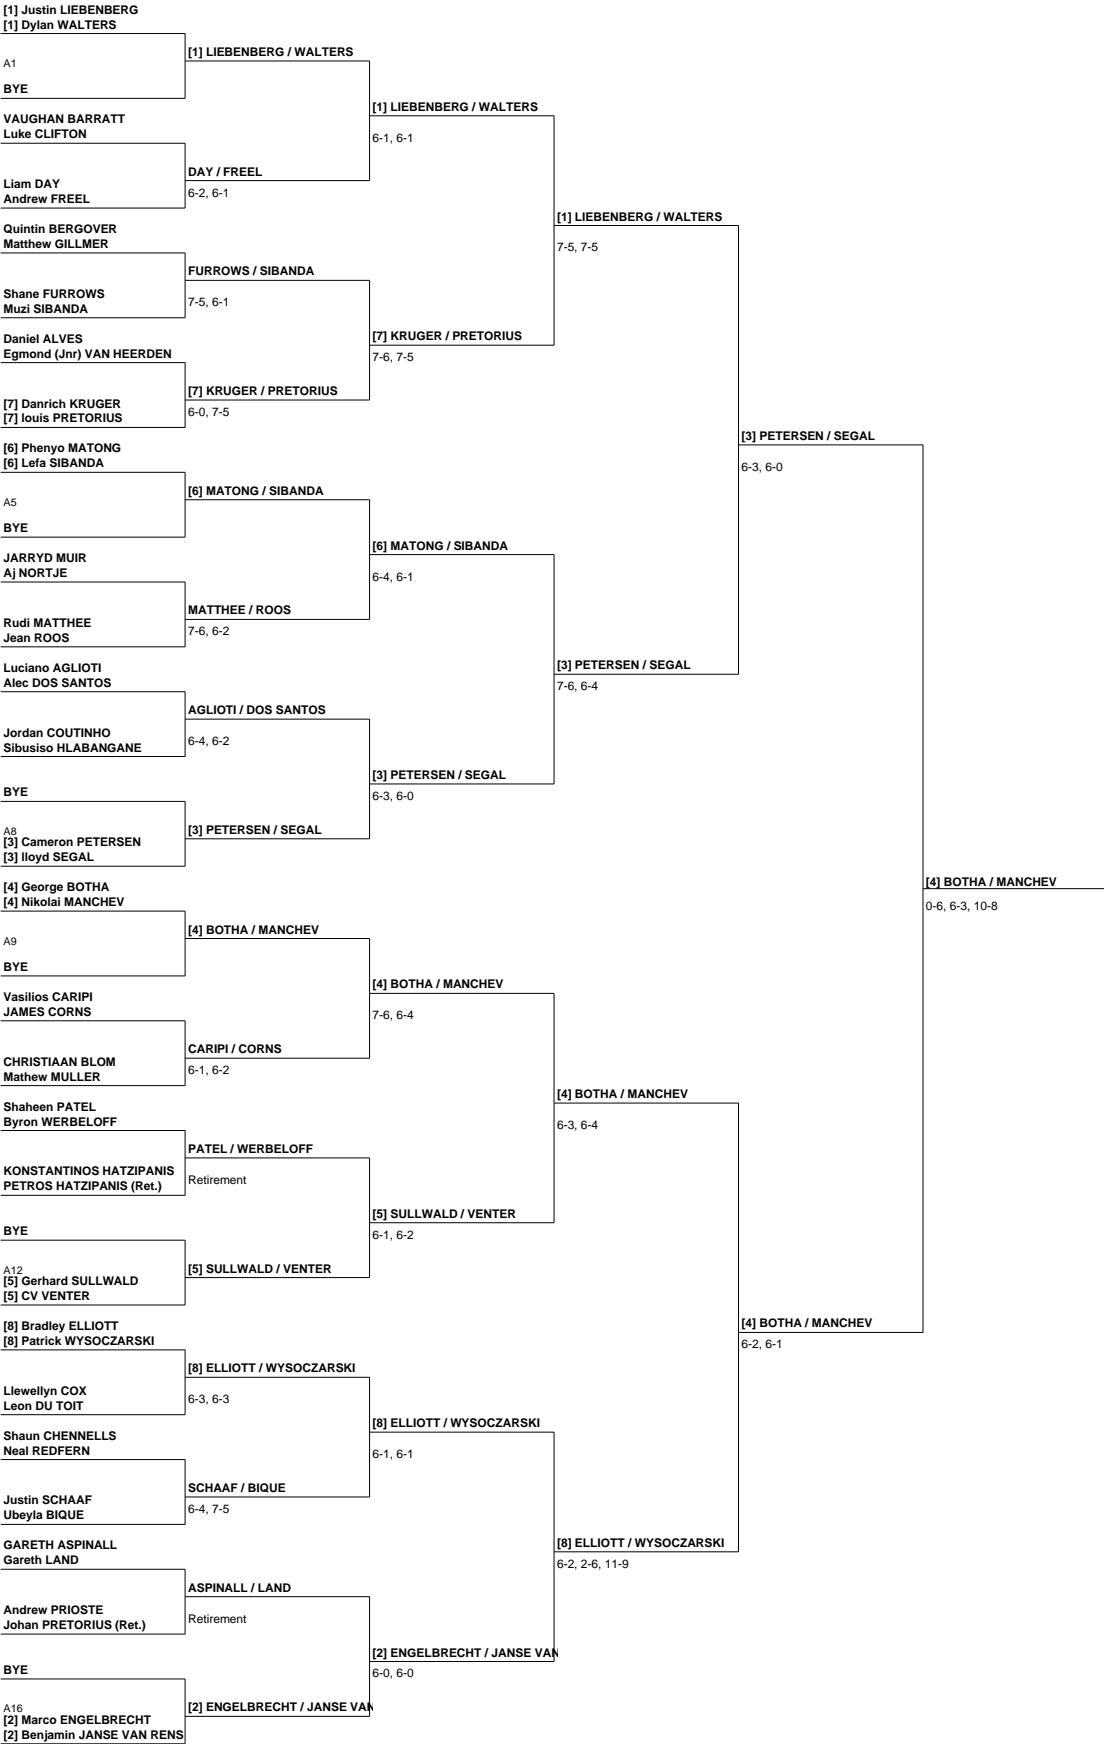 [1] Justin LIEBENBERG
[1] Dylan WALTERS
[1] LIEBENBERG / WALTERS
A1
BYE
[1] LIEBENBERG / WALTERS
VAUGHAN BARRATT
Luke CLIFTON
6-1, 6-1
DAY / FREEL
Liam DAY
Andrew FREEL
6-2, 6-1
[1] LIEBENBERG / WALTERS
Quintin BERGOVER
Matthew GILLMER
7-5, 7-5
FURROWS / SIBANDA
Shane FURROWS
Muzi SIBANDA
7-5, 6-1
Daniel ALVES
Egmond (Jnr) VAN HEERDEN
[7] KRUGER / PRETORIUS
7-6, 7-5
[7] KRUGER / PRETORIUS
[7] Danrich KRUGER
[7] louis PRETORIUS
6-0, 7-5
[3] PETERSEN / SEGAL
[6] Phenyo MATONG
[6] Lefa SIBANDA
6-3, 6-0
[6] MATONG / SIBANDA
A5
BYE
[6] MATONG / SIBANDA
JARRYD MUIR
Aj NORTJE
6-4, 6-1
MATTHEE / ROOS
Rudi MATTHEE
Jean ROOS
7-6, 6-2
[3] PETERSEN / SEGAL
Luciano AGLIOTI
Alec DOS SANTOS
7-6, 6-4
AGLIOTI / DOS SANTOS
Jordan COUTINHO
Sibusiso HLABANGANE
6-4, 6-2
[3] PETERSEN / SEGAL
6-3, 6-0
BYE
[3] PETERSEN / SEGAL
A8
[3] Cameron PETERSEN
[3] lloyd SEGAL
[4] BOTHA / MANCHEV
0-6, 6-3, 10-8
[4] George BOTHA
[4] Nikolai MANCHEV
[4] BOTHA / MANCHEV
A9
BYE
[4] BOTHA / MANCHEV
Vasilios CARIPI
JAMES CORNS
7-6, 6-4
CARIPI / CORNS
CHRISTIAAN BLOM
Mathew MULLER
6-1, 6-2
[4] BOTHA / MANCHEV
Shaheen PATEL
Byron WERBELOFF
6-3, 6-4
PATEL / WERBELOFF
KONSTANTINOS HATZIPANIS
PETROS HATZIPANIS (Ret.)
Retirement
[5] SULLWALD / VENTER
6-1, 6-2
BYE
[5] SULLWALD / VENTER
A12
[5] Gerhard SULLWALD
[5] CV VENTER
[4] BOTHA / MANCHEV
6-2, 6-1
[8] Bradley ELLIOTT
[8] Patrick WYSOCZARSKI
[8] ELLIOTT / WYSOCZARSKI
Llewellyn COX
Leon DU TOIT
6-3, 6-3
[8] ELLIOTT / WYSOCZARSKI
Shaun CHENNELLS
Neal REDFERN
6-1, 6-1
SCHAAF / BIQUE
Justin SCHAAF
Ubeyla BIQUE
6-4, 7-5
[8] ELLIOTT / WYSOCZARSKI
GARETH ASPINALL
Gareth LAND
6-2, 2-6, 11-9
ASPINALL / LAND
Andrew PRIOSTE
Johan PRETORIUS (Ret.)
Retirement
[2] ENGELBRECHT / JANSE VAN
6-0, 6-0
BYE
[2] ENGELBRECHT / JANSE VAN
A16
[2] Marco ENGELBRECHT
[2] Benjamin JANSE VAN RENS